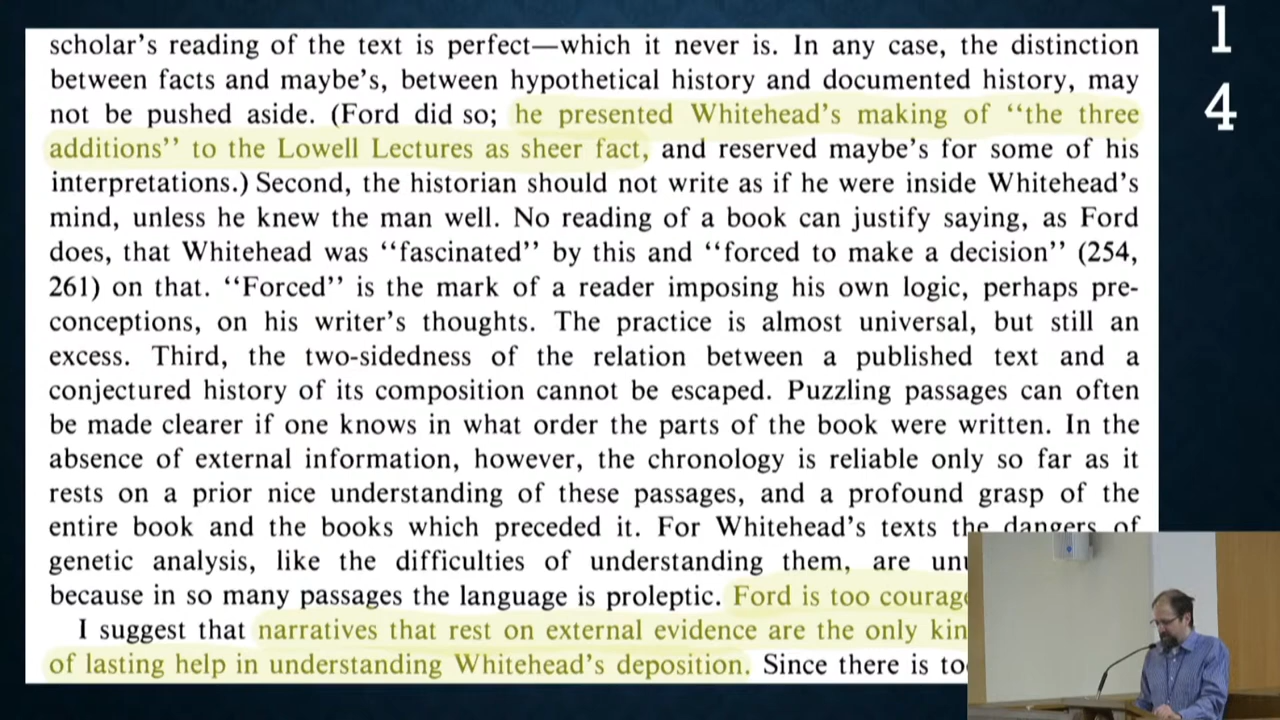 scholar's reading of the text is perfect—which it never is. In any case, the distinction
between facts and maybe's, between hypothetical history and documented history, may
not be pushed aside. (Ford did so; he presented Whitehead's making of ‘‘the three
additions’’ to the Lowell Lectures as sheer fact, and reserved maybe's for some of his
interpretations.) Second, the historian should not write as if he were inside Whitehead's
mind, unless he knew the man well. No reading of a book can justify saying, as Ford
does, that Whitehead was ‘‘fascinated’’ by this and ‘‘forced to make a decision’’ (254,
261) on that. ‘‘Forced’’ is the mark of a reader imposing his own logic, perhaps pre-
conceptions, on his writer's thoughts. The practice is almost universal, but still an
excess. Third, the two-sidedness of the relation between a published text and a
conjectured history of its composition cannot be escaped. Puzzling passages can often
be made clearer if one knows in what order the parts of the book were written. In the
absence of external information, however, the chronology is reliable only so far as it
rests on a prior nice understanding of these passages, and a profound grasp of the
entire book and the books which preceded it. For Whitehead's texts the dangers of
genetic analysis, like the difficulties of understanding them, are
because in so many passages the language is proleptic. Ford is too
I suggest that narratives that rest on external evidence are the only
of lasting help in understanding Whitehead's deposition. Since there is
1
4